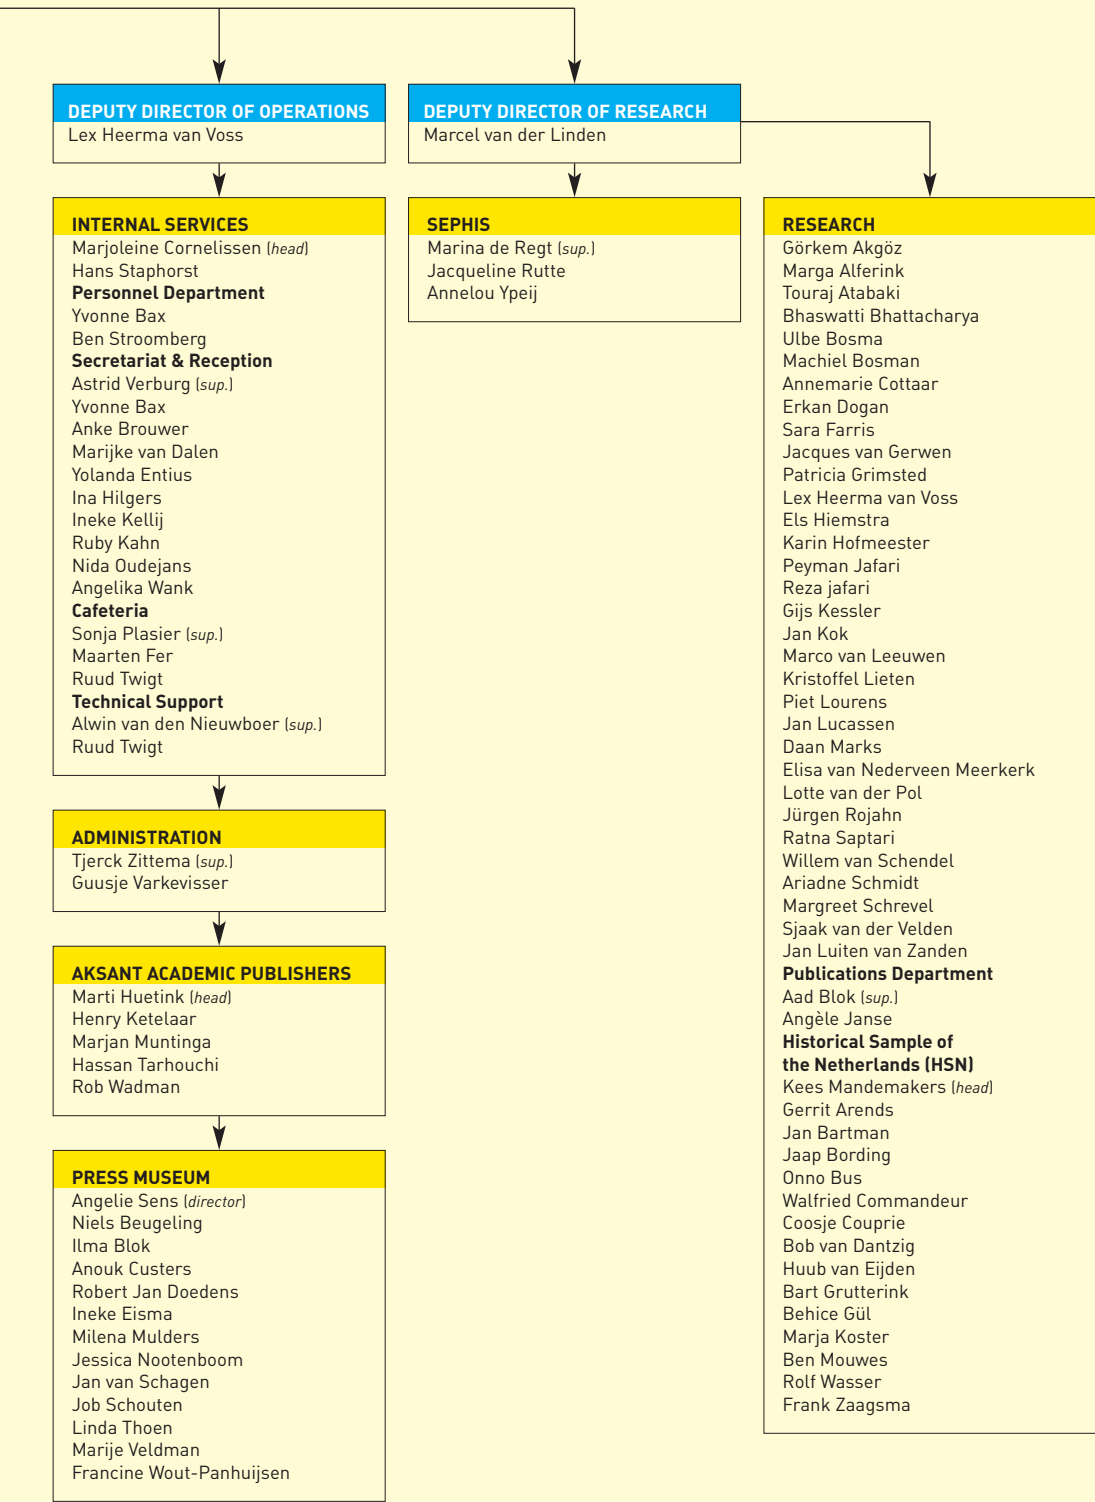 DEPUTY DIRECTOR OF OPERATIONS
Lex Heerma van Voss
INTERNAL SERVICES
Marjoleine Cornelissen (head)
Hans Staphorst
Personnel Department
Yvonne Bax
Ben Stroomberg
Secretariat & Reception
Astrid Verburg (sup.)
Yvonne Bax
Anke Brouwer
Marijke van Dalen
Yolanda Entius
Ina Hilgers
Ineke Kellij
Ruby Kahn
Nida Oudejans
Angelika Wank
Cafeteria
Sonja Plasier (sup.)
Maarten Fer
Ruud Twigt
Technical Support
Alwin van den Nieuwboer (sup.)
Ruud Twigt
ADMINISTRATION
Tjerck Zittema (sup.)
Guusje Varkevisser
AKSANT ACADEMIC PUBLISHERS
Marti Huetink (head)
Henry Ketelaar
Marjan Muntinga
Hassan Tarhouchi
Rob Wadman
PRESS MUSEUM
Angelie Sens (director)
Niels Beugeling
Ilma Blok
Anouk Custers
Robert Jan Doedens
Ineke Eisma
Milena Mulders
Jessica Nootenboom
Jan van Schagen
Job Schouten
Linda Thoen
Marije Veldman
Francine Wout-Panhuijsen
DEPUTY DIRECTOR OF RESEARCH
Marcel van der Linden
SEPHIS
Marina de Regt (sup.)
Jacqueline Rutte
Annelou Ypeij
RESEARCH
Görkem Akgöz
Marga Alferink
Touraj Atabaki
Bhaswatti Bhattacharya
Ulbe Bosma
Machiel Bosman
Annemarie Cottaar
Erkan Dogan
Sara Farris
Jacques van Gerwen
Patricia Grimsted
Lex Heerma van Voss
Els Hiemstra
Karin Hofmeester
Peyman Jafari
Reza jafari
Gijs Kessler
Jan Kok
Marco van Leeuwen
Kristoffel Lieten
Piet Lourens
Jan Lucassen
Daan Marks
Elisa van Nederveen Meerkerk
Lotte van der Pol
Jürgen Rojahn
Ratna Saptari
Willem van Schendel
Ariadne Schmidt
Margreet Schrevel
Sjaak van der Velden
Jan Luiten van Zanden
Publications Department
Aad Blok (sup.)
Angèle Janse
Historical Sample of
the Netherlands (HSN)
Kees Mandemakers (head)
Gerrit Arends
Jan Bartman
Jaap Bording
Onno Bus
Walfried Commandeur
Coosje Couprie
Bob van Dantzig
Huub van Eijden
Bart Grutterink
Behice Gül
Marja Koster
Ben Mouwes
Rolf Wasser
Frank Zaagsma